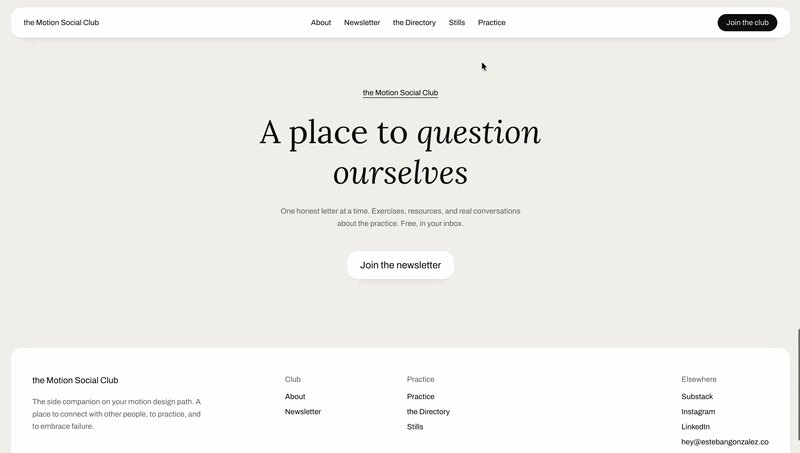 the Motion Social Club
About
Newsletter
the Directory
Stills
Practice
Join the club
the Motion Social Club
A place to question
ourselves
One honest letter at a time. Exercises, resources, and real conversations
about the practice. Free, in your inbox.
Join the newsletter
the Motion Social Club
The side companion on your motion design path. A
place to connect with other people, to practice, and
to embrace failure.
Club
About
Newsletter
Practice
Practice
the Directory
Stills
Elsewhere
Substack
Instagram
LinkedIn
hey@estebangonzalez.co